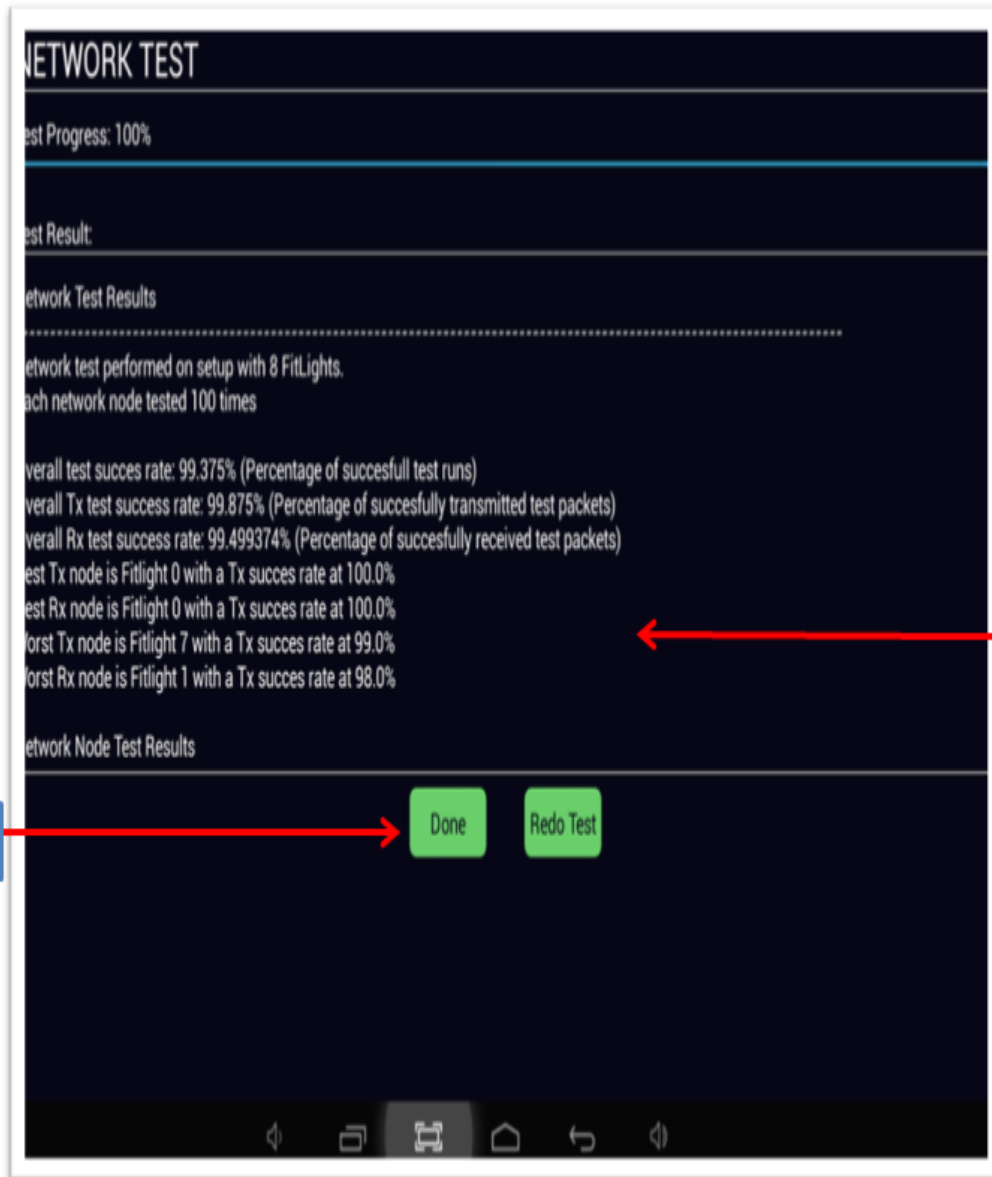 NETWORK TEST
est Progress: 100%
est Result:
etwork Test Results
etwork test performed on setup with 8 FitLights.
ach network node tested 100 times
verall test succes rate: 99.375% (Percentage of succesfull test runs)
verall Tx test success rate: 99.875% (Percentage of succesfully transmitted test packets)
verall Rx test success rate: 99.499374% (Percentage of succesfully received test packets)
est Tx node is Fitlight 0 with a Tx succes rate at 100.0%
est Rx node is Fitlight 0 with a Tx succes rate at 100.0%
orst Tx node is Fitlight 7 with a Tx succes rate at 99.0%
orst Rx node is Fitlight 1 with a Tx succes rate at 98.0%
etwork Node Test Results
Done
Redo Test